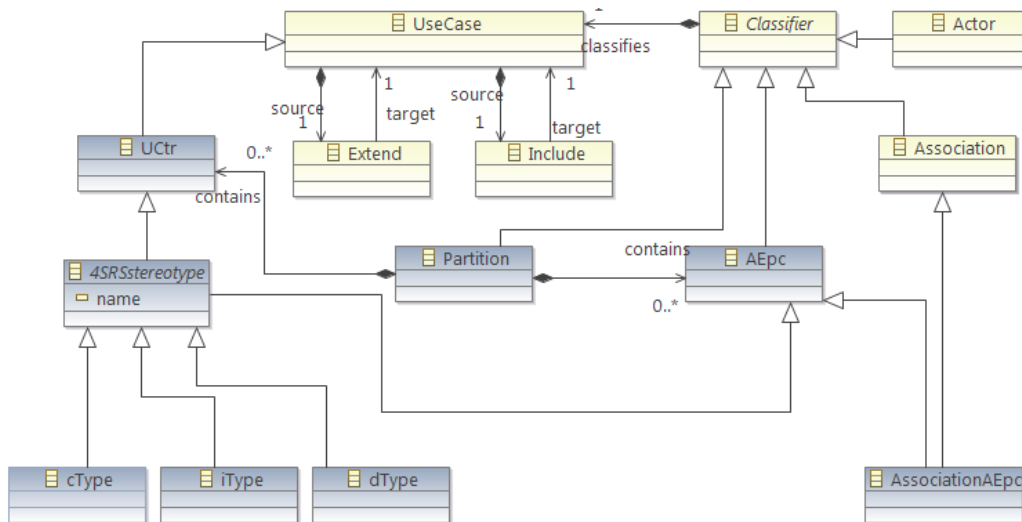 1
UseCase
Classifier
Actor
classifies
source
1
1
target
source
1
1
target
UCtr
0..*
Extend
Include
Association
contains
Partition
contains
AEpc
4SRSstereotype
name
0..*
cType
iType
dType
AssociationAEpc